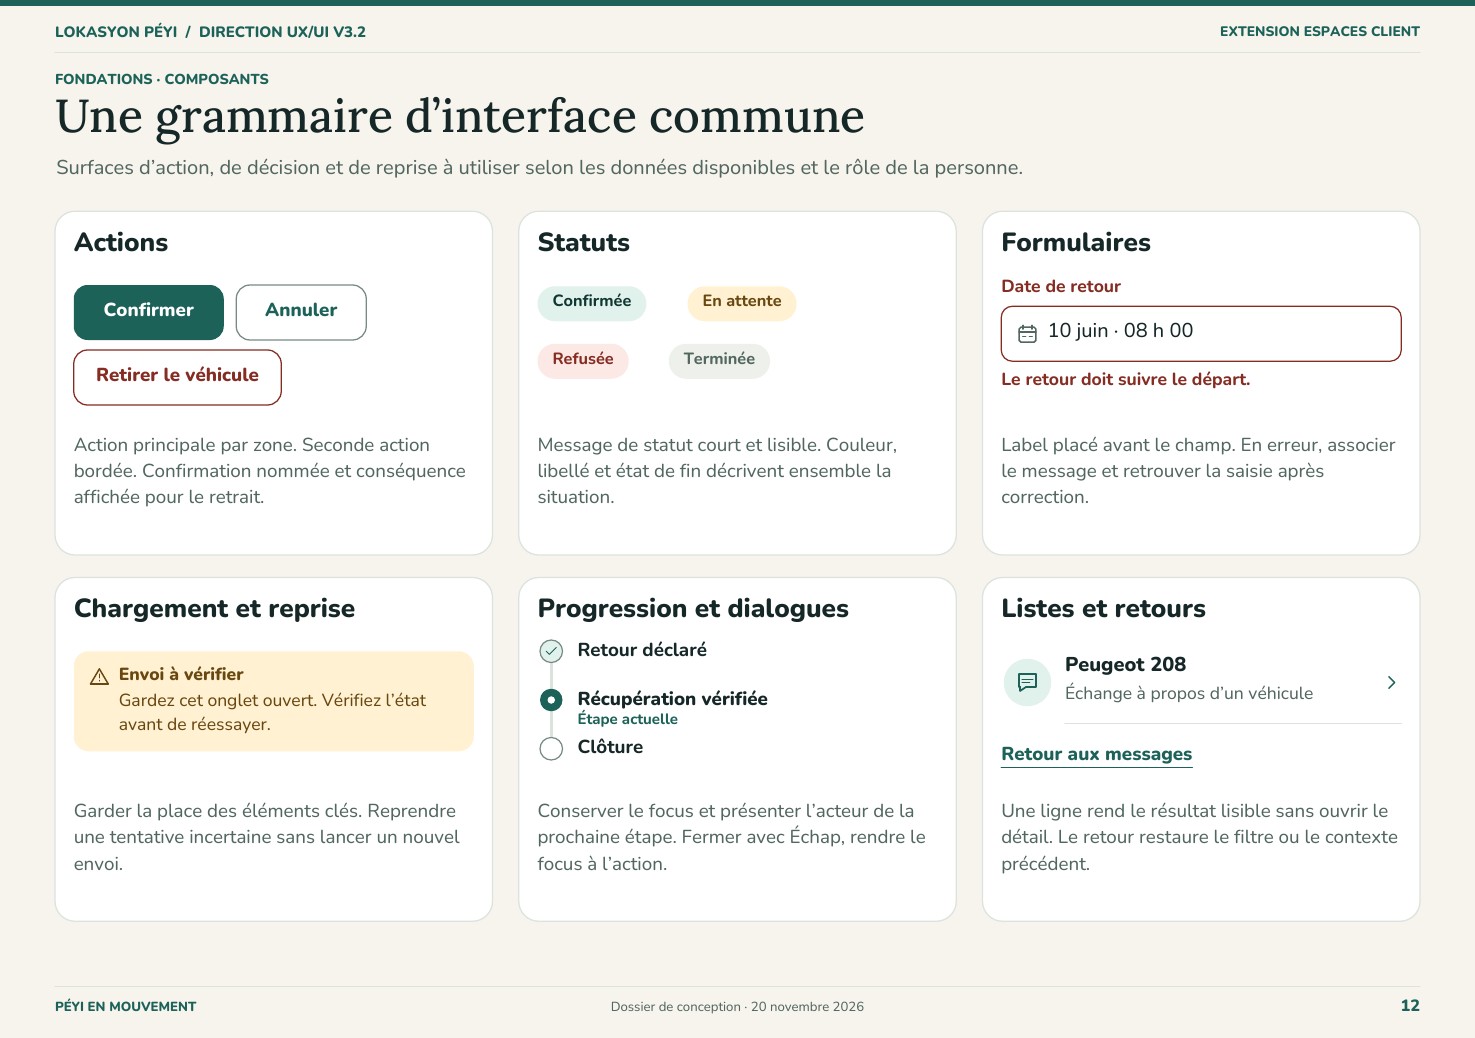 LOKASYON PÉYI / DIRECTION UX/UI V3.2
EXTENSION ESPACES CLIENT
FONDATIONS · COMPOSANTS
Une grammaire d’interface commune
Surfaces d’action, de décision et de reprise à utiliser selon les données disponibles et le rôle de la personne.
Actions
Confirmer
Annuler
Retirer le véhicule
Action principale par zone. Seconde action
bordée. Confirmation nommée et conséquence
affichée pour le retrait.
Statuts
Confirmée
En attente
Refusée
Terminée
Message de statut court et lisible. Couleur,
libellé et état de fin décrivent ensemble la
situation.
Formulaires
Date de retour
10 juin · 08 h 00
Le retour doit suivre le départ.
Label placé avant le champ. En erreur, associer
le message et retrouver la saisie après
correction.
Chargement et reprise
Envoi à vérifier
Gardez cet onglet ouvert. Vérifiez l’état
avant de réessayer.
Garder la place des éléments clés. Reprendre
une tentative incertaine sans lancer un nouvel
envoi.
Progression et dialogues
Retour déclaré
Récupération vérifiée
Étape actuelle
Clôture
Conserver le focus et présenter l’acteur de la
prochaine étape. Fermer avec Échap, rendre le
focus à l’action.
Listes et retours
Peugeot 208
Échange à propos d’un véhicule
Retour aux messages
Une ligne rend le résultat lisible sans ouvrir le
détail. Le retour restaure le filtre ou le contexte
précédent.
PÉYI EN MOUVEMENT
Dossier de conception · 20 novembre 2026
12